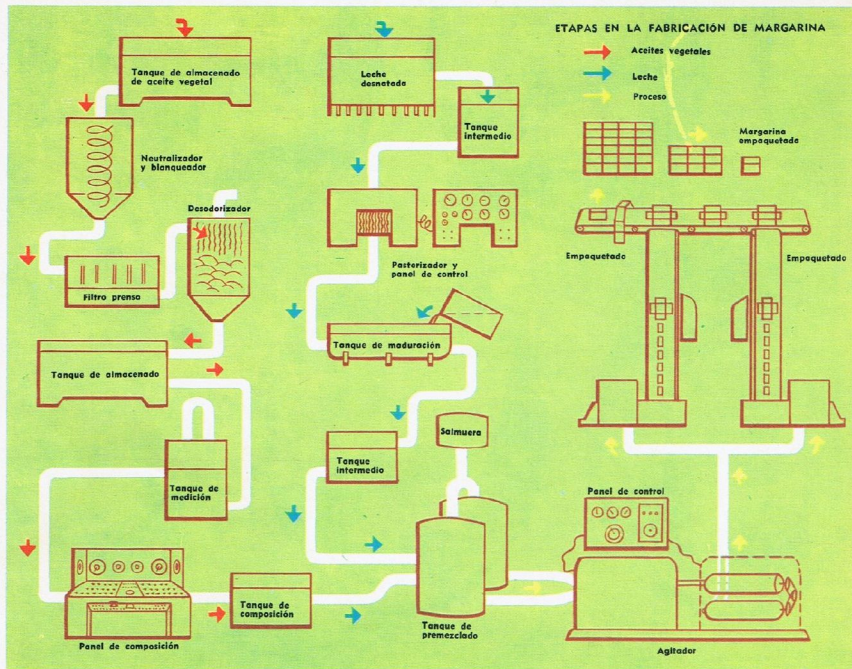 ETAPAS EN LA FABRICACIÓN DE MARGARINA
Aceites vegetales
Leche
Proceso
Tanque de almacenado
de aceite vegetal
Leche
desnatada
Tanque
intermedio
Margarina
empaquetada
Neutralizador
y blanqueador
Desodorizador
Filtro prensa
Pasterizador y
panel de control
Empaquetado
Empaquetado
Tanque de almacenado
Tanque de maduración
Salmuera
Tanque
intermedio
Tanque de
medición
Panel de control
Tanque de
composición
Panel de composición
Tanque de
premezclado
Agitador